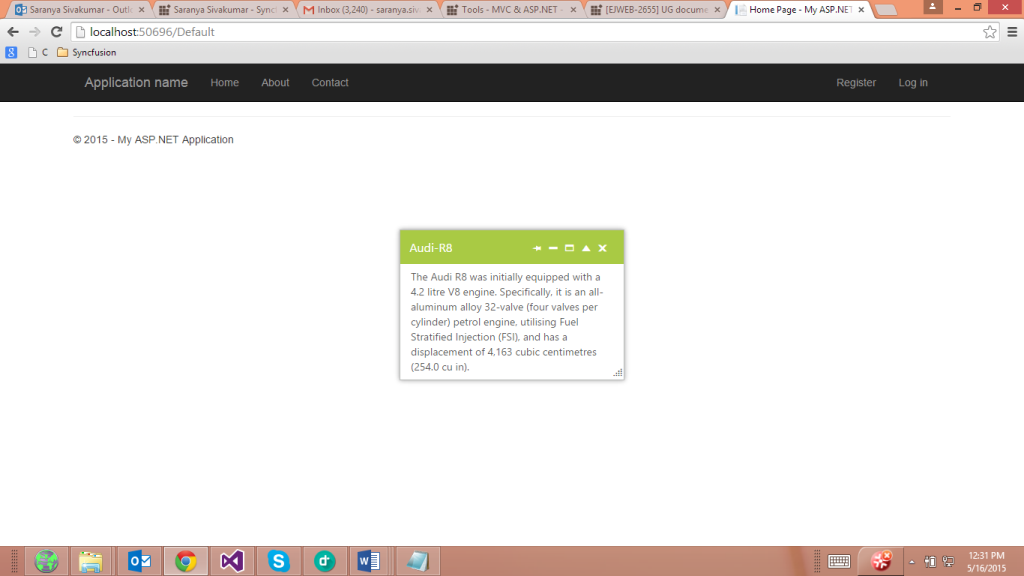 Saranya Sivakumar - Outl
Saranya Sivakumar - Sync
Inbox (3,240) - saranya.siv
Tools - MVC & ASP.NET -
[EJWEB-2655] UG docume
Home Page - My ASP.NET
localhost:50696/Default
8 C Syncfusion
Application name Home About Contact Register Log in
© 2015 - My ASP.NET Application
Audi-R8
The Audi R8 was initially equipped with a
4.2 litre V8 engine. Specifically, it is an all-
aluminum alloy 32-valve (four valves per
cylinder) petrol engine, utilising Fuel
Stratified Injection (FSI), and has a
displacement of 4,163 cubic centimetres
(254.0 cu in).
12:31 PM
5/16/2015